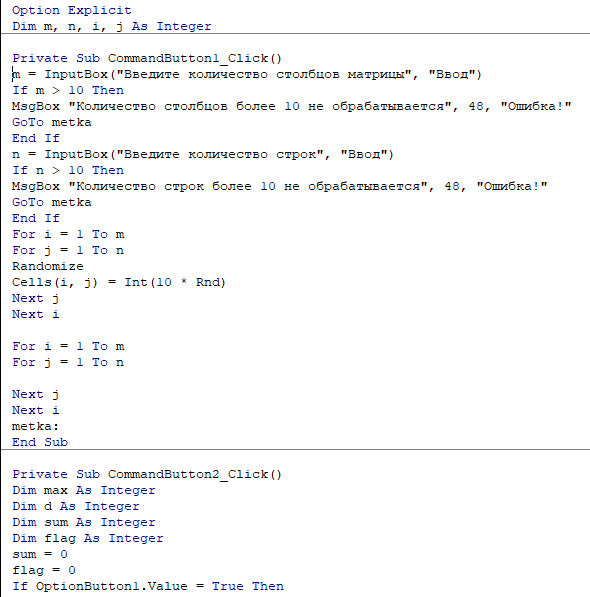 Option Explicit
Dim m, n, i, j As Integer
Private Sub CommandButton1_Click()
m = InputBox("Введите количество столбцов матрицы", "Ввод")
If m > 10 Then
MsgBox "Количество столбцов более 10 не обрабатывается", 48, "Ошибка!"
GoTo metka
End If
n = InputBox("Введите количество строк", "Ввод")
If n > 10 Then
MsgBox "Количество строк более 10 не обрабатывается", 48, "Ошибка!"
GoTo metka
End If
For i = 1 To m
For j = 1 To n
Randomize
Cells(i, j) = Int(10 * Rnd)
Next j
Next i
For i = 1 To m
For j = 1 To n
Next j
Next i
metka:
End Sub
Private Sub CommandButton2_Click()
Dim max As Integer
Dim d As Integer
Dim sum As Integer
Dim flag As Integer
sum = 0
flag = 0
If OptionButton1.Value = True Then